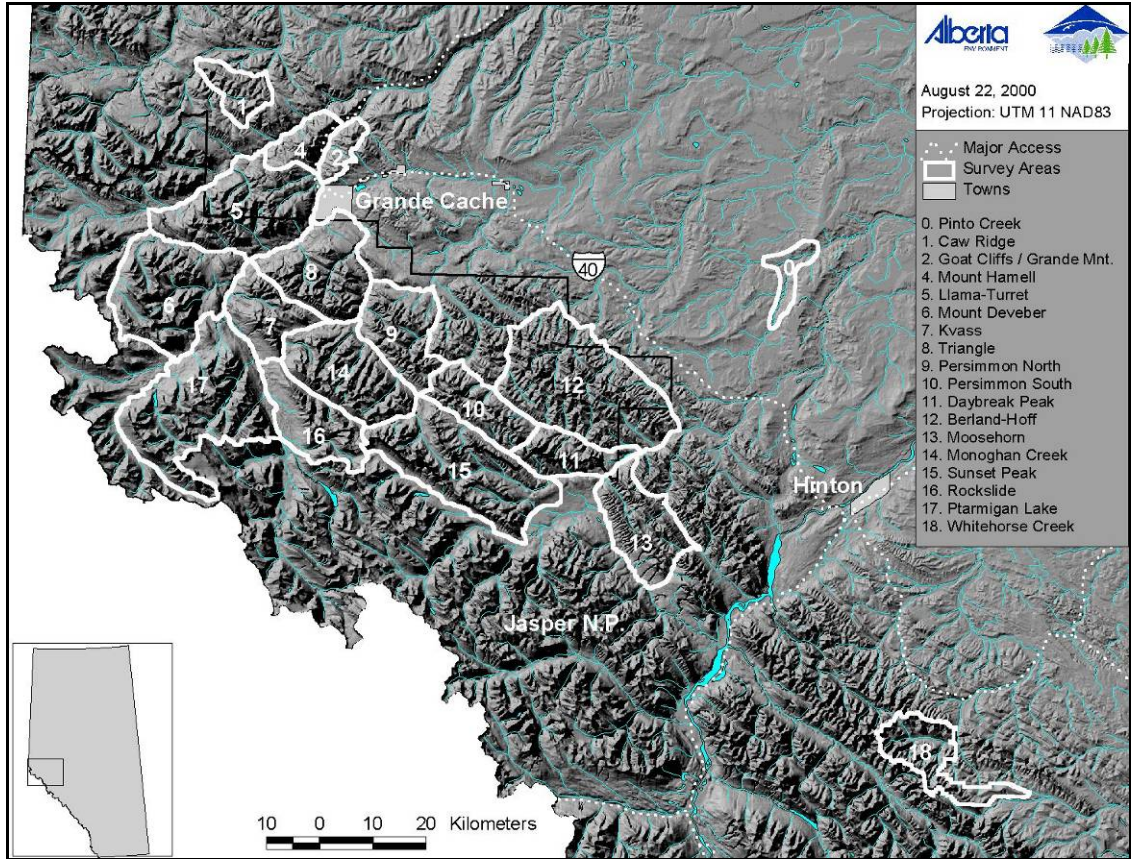 Alberta
ENVIRONMENT
August 22, 2000
Projection: UTM 11 NAD83
Major Access
Survey Areas
Towns
0. Pinto Creek
1. Caw Ridge
2. Goat Cliffs / Grande Mnt.
4. Mount Hamell
5. Llama-Turret
6. Mount Deveber
7. Kvass
8. Triangle
9. Persimmon North
10. Persimmon South
11. Daybreak Peak
12. Berland-Hoff
13. Moosehorn
14. Monoghan Creek
15. Sunset Peak
16. Rockslide
17. Ptarmigan Lake
18. Whitehorse Creek
1
4
2
Grande Cache
5
0
40
8
6
7
9
14
12
17
10
16
11
15
Hinton
13
Jasper N.P.
18
10 0 10 20 Kilometers